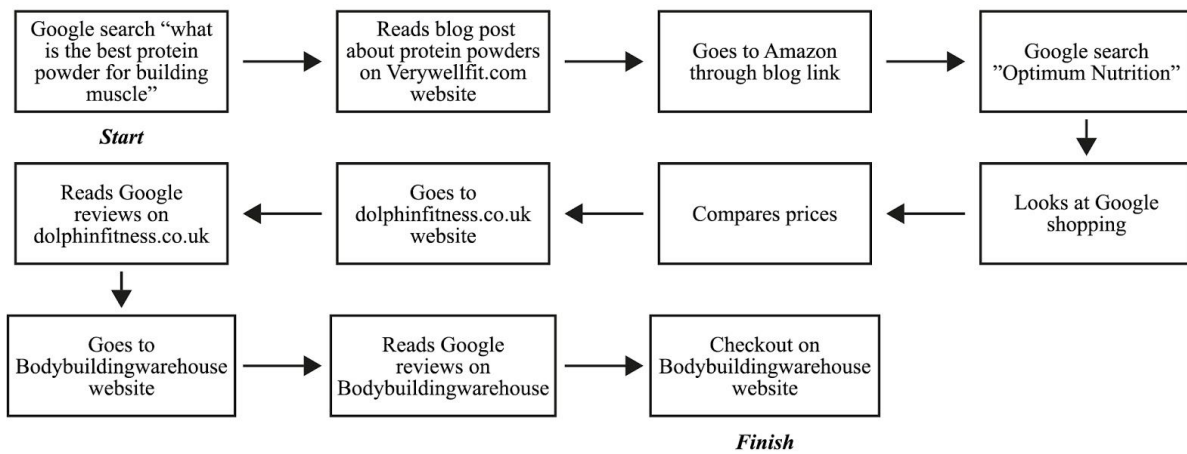 Google search “what
is the best protein
powder for building
muscle”
Start
Reads blog post
about protein powders
on Verywellfit.com
website
Goes to Amazon
through blog link
Google search
”Optimum Nutrition”
Looks at Google
shopping
Compares prices
Goes to
dolphinfitness.co.uk
website
Reads Google
reviews on
dolphinfitness.co.uk
Goes to
Bodybuildingwarehouse
website
Reads Google
reviews on
Bodybuildingwarehouse
Checkout on
Bodybuildingwarehouse
website
Finish